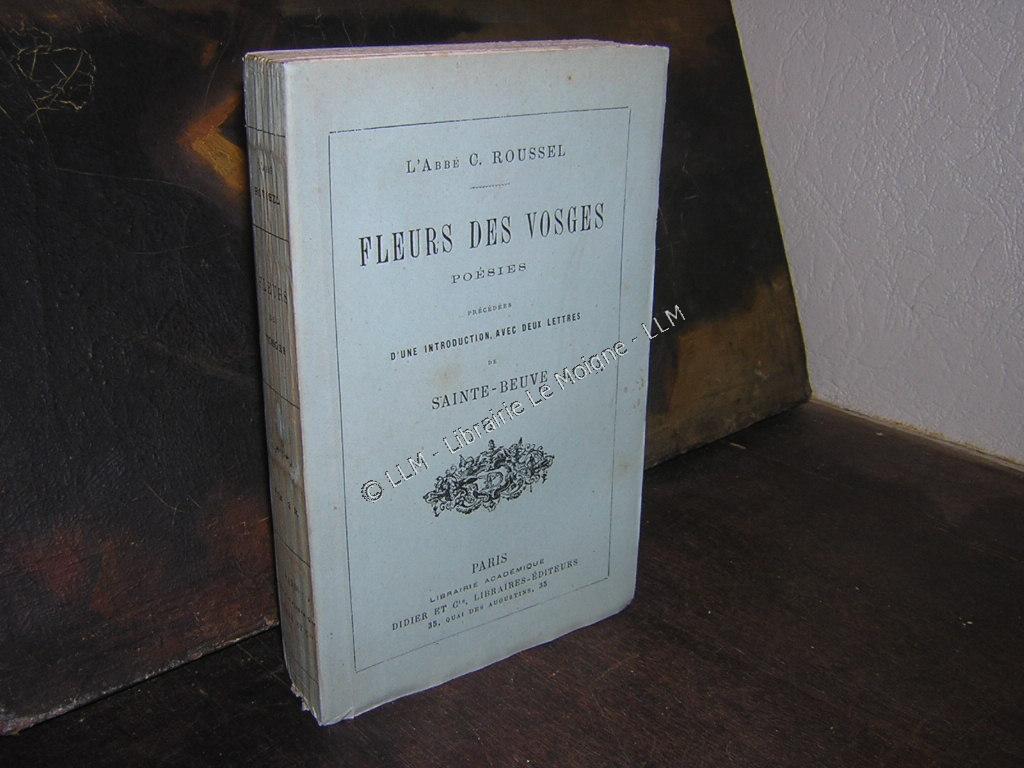 L'ABBÉ C. ROUSSEL
FLEURS DES VOSGES
POÉSIES
PRÉCÉDÉES
D'UNE INTRODUCTION, AVEC DEUX LETTRES
DE
SAINTE-BEUVE
© LLM - Librairie Le Moigne - LLM
PARIS
LIBRAIRIE ACADÉMIQUE
DIDIER ET Cie, LIBRAIRES-ÉDITEURS
35, QUAI DES AUGUSTINS, 35
FLEURS